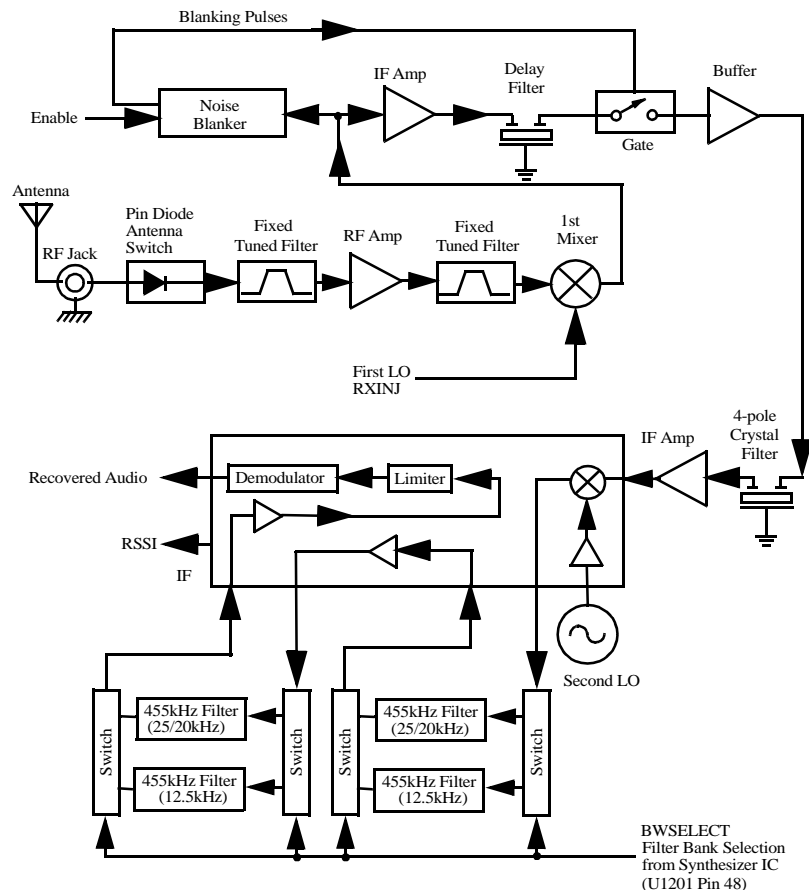 Blanking Pulses
IF Amp
Delay
Filter
Buffer
Noise
Blanker
Enable
Gate
Antenna
Pin Diode
Antenna
Switch
Fixed
Tuned Filter
RF Amp
Fixed
Tuned Filter
1st
Mixer
RF Jack
First LO
RXINJ
4-pole
Crystal
Filter
IF Amp
Recovered Audio
Demodulator
Limiter
RSSI
IF
Second LO
Switch
455kHz Filter
(25/20kHz)
455kHz Filter
(12.5kHz)
Switch
Switch
455kHz Filter
(25/20kHz)
455kHz Filter
(12.5kHz)
Switch
BWSELECT
Filter Bank Selection
from Synthesizer IC
(U1201 Pin 48)